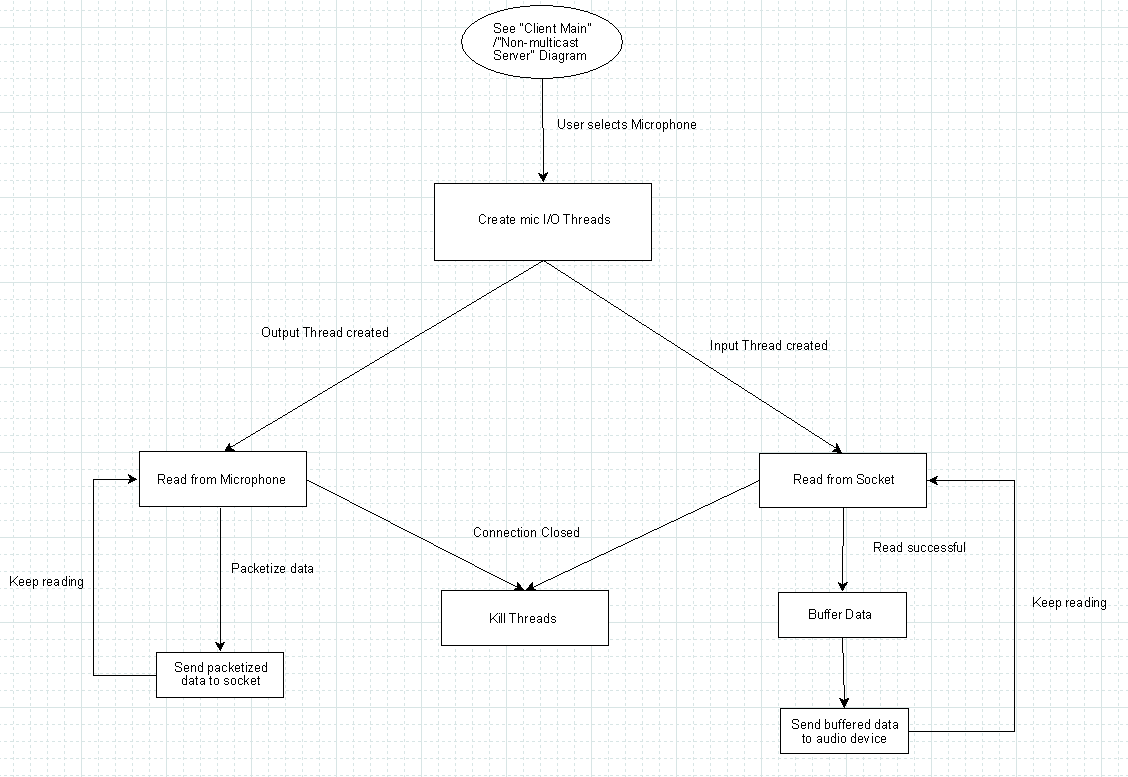 See "Client Main"
/"Non-multicast
Server" Diagram
User selects Microphone
Create mic I/O Threads
Output Thread created
Input Thread created
Read from Microphone
Read from Socket
Connection Closed
Read successful
Packetize data
Keep reading
Keep reading
Kill Threads
Buffer Data
Send packetized
data to socket
Send buffered data
to audio device